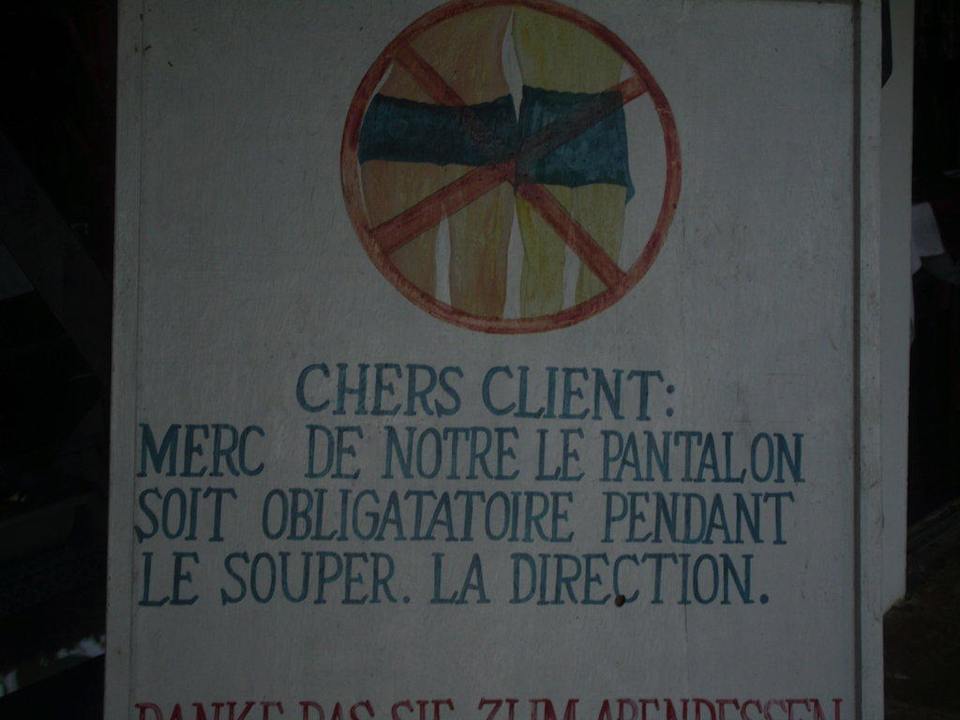 CHERS CLIENT:
MERC DE NOTRE LE PANTALON
SOIT OBLIGATATOIRE PENDANT
LE SOUPER. LA DIRECTION.
DANKE DAS SIE ZUM ABENDESSEN